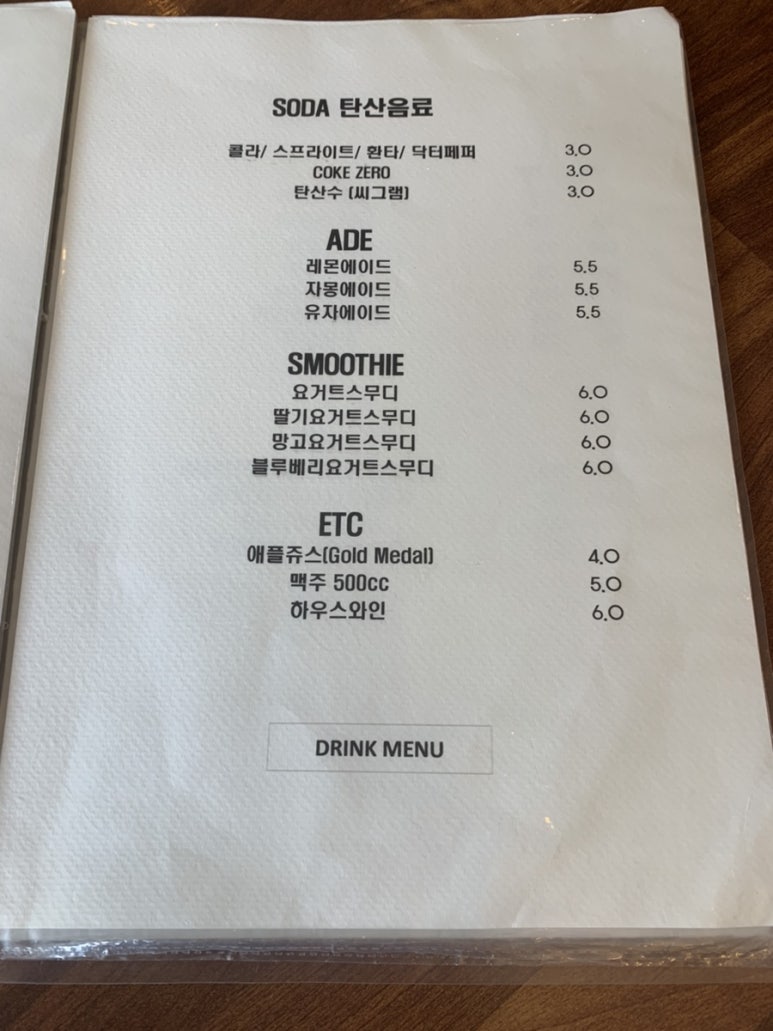 SODA 탄산음료
콜라/ 스프라이트/ 환타/ 닥터페퍼 3.0
COKE ZERO 3.0
탄산수 (씨그램) 3.0
ADE
레몬에이드 5.5
자몽에이드 5.5
유자에이드 5.5
SMOOTHIE
요거트스무디 6.0
딸기요거트스무디 6.0
망고요거트스무디 6.0
블루베리요거트스무디 6.0
ETC
애플쥬스(Gold Medal) 4.0
맥주 500cc 5.0
하우스와인 6.0
DRINK MENU